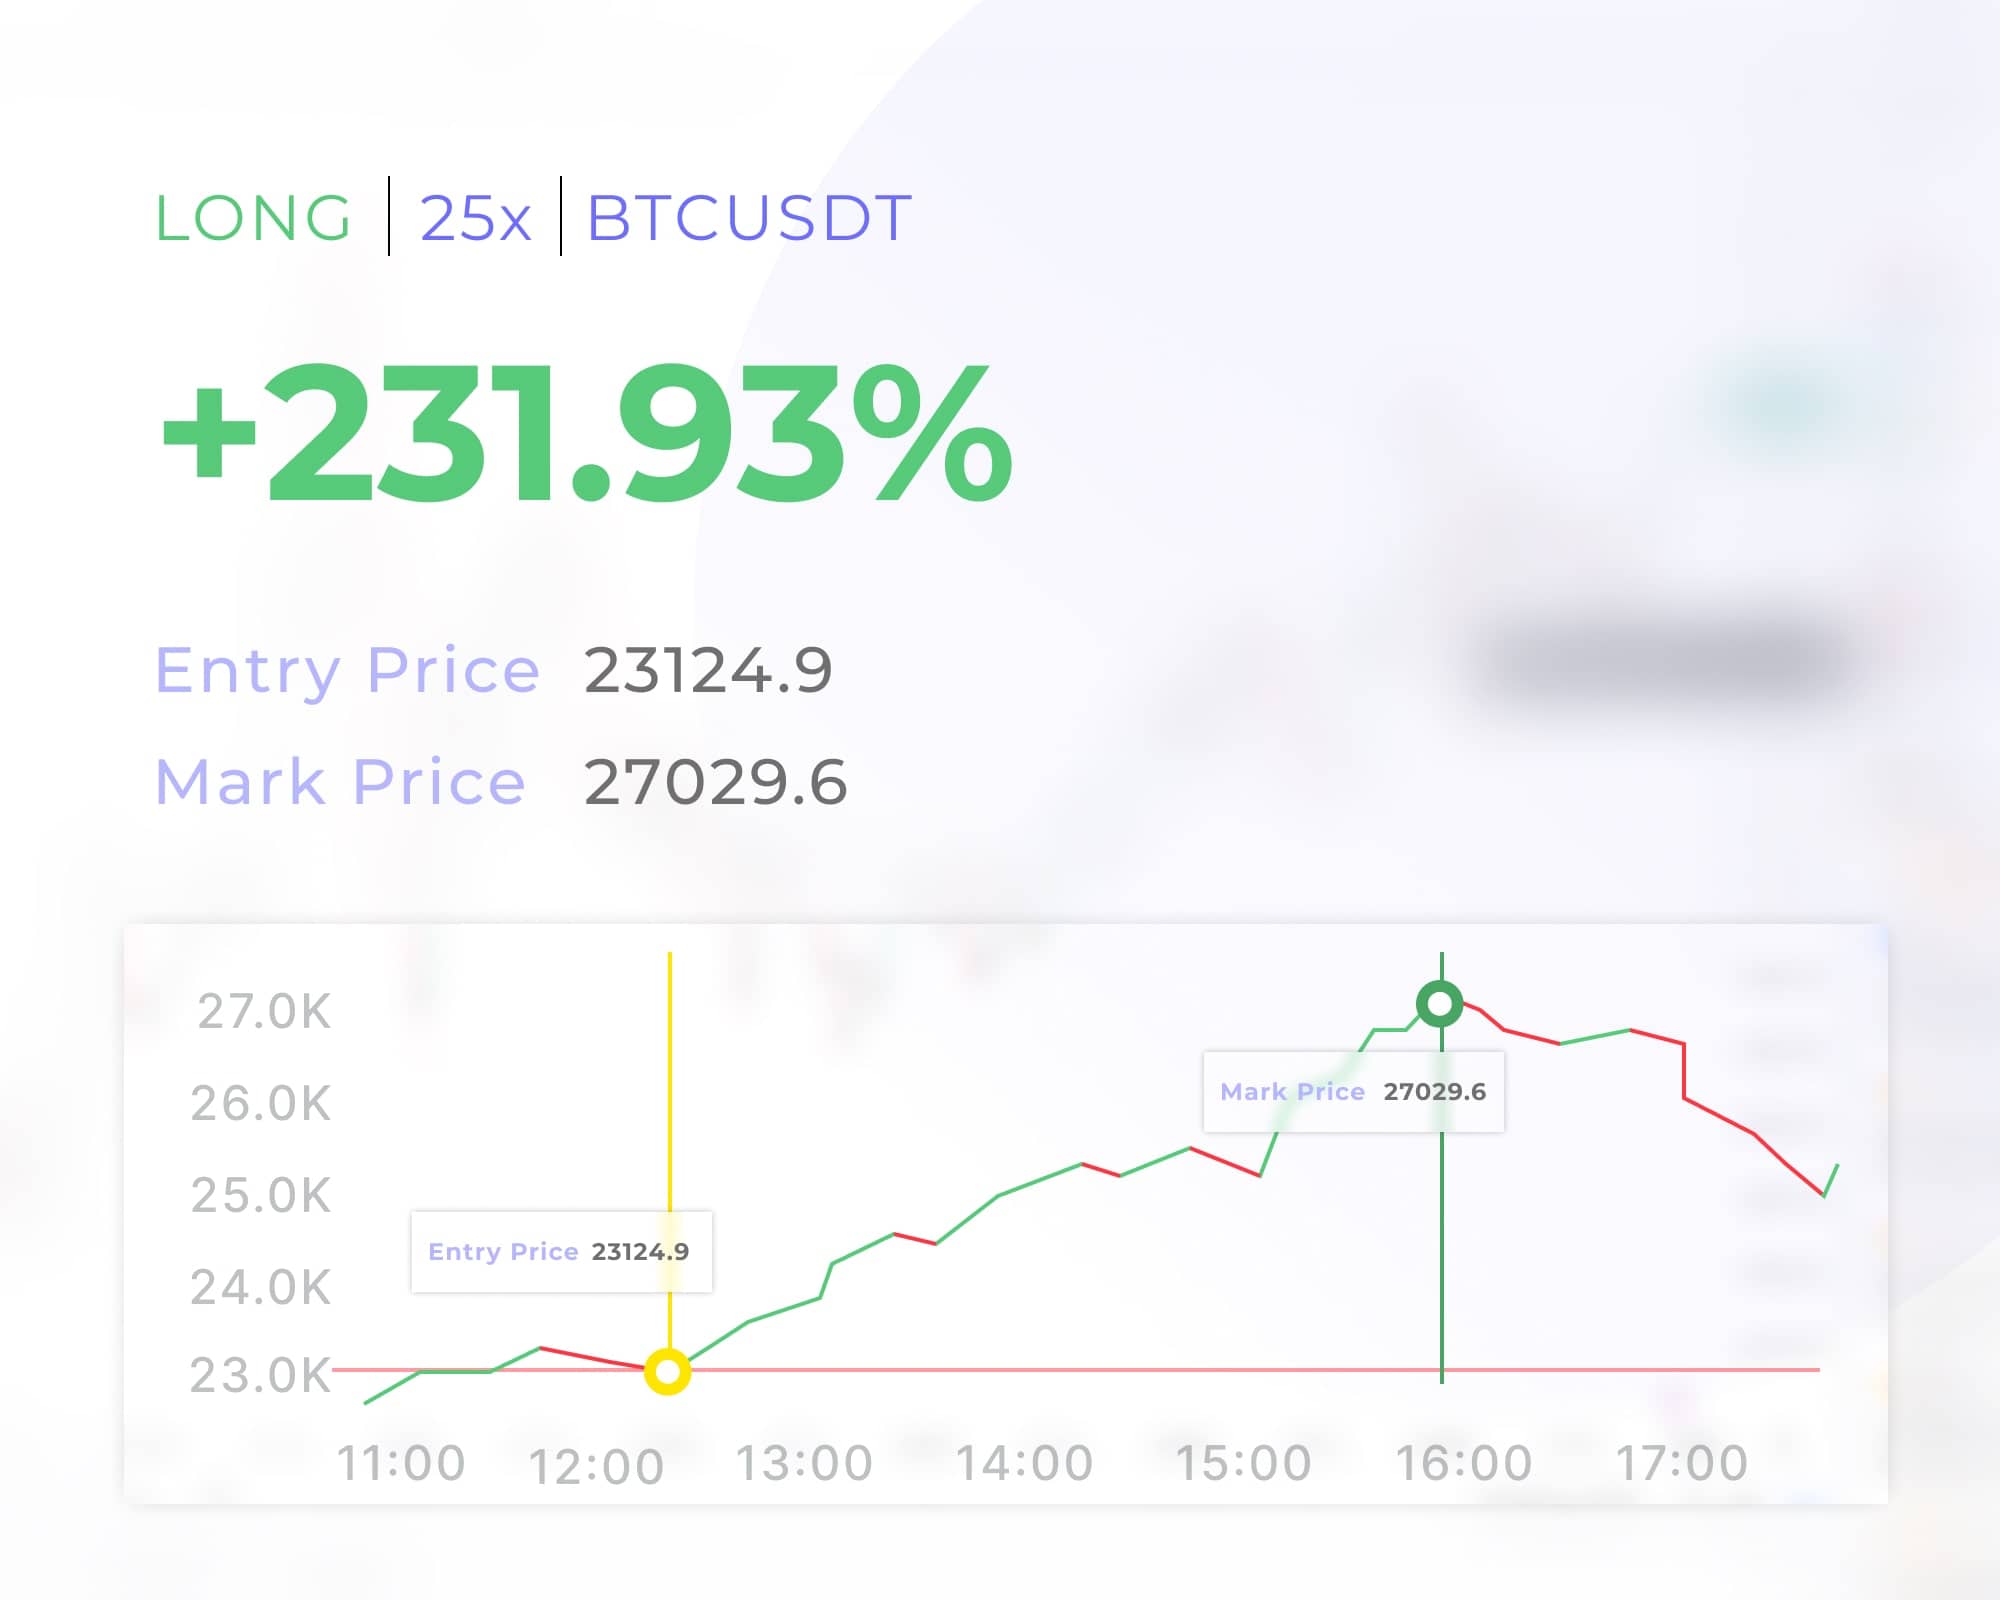 LONG | 25x | BTCUSDT
+231.93%
Entry Price 23124.9
Mark Price 27029.6
27.0K
26.0K
Mark Price 27029.6
25.0K
Entry Price 23124.9
24.0K
23.0K
11:00 12:00 13:00 14:00 15:00 16:00 17:00